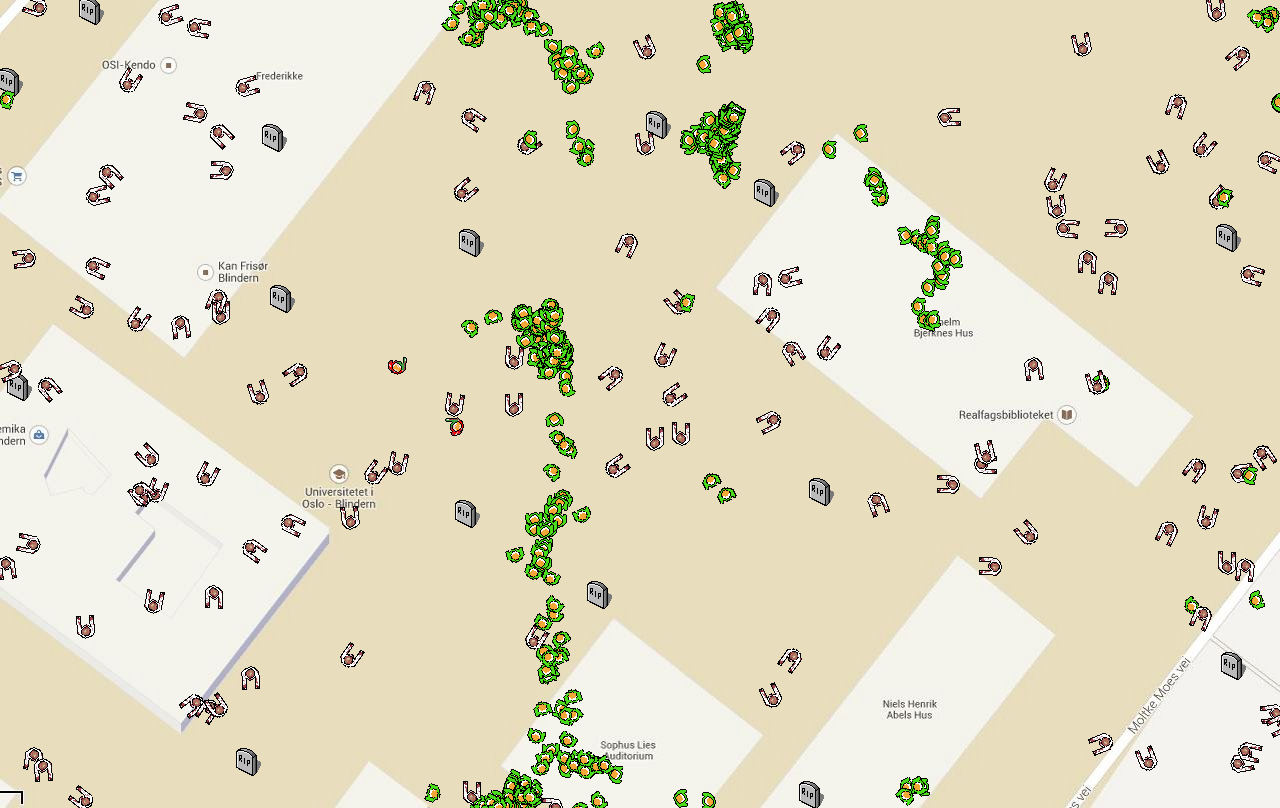 RIP
OSI-Kendo
Frederikke
RIP
RIP
RIP
RIP
RIP
RIP
Kan Frisør
Blindern
RIP
Bjerknes Hus
RIP
Realfagsbiblioteket
ndern
Universitetet i
Oslo - Blindern
RIP
RIP
RIP
RIP
Moltke Moes vei
Niels Henrik
Abels Hus
Sophus Lies
Auditorium
RIP
RIP
es vei